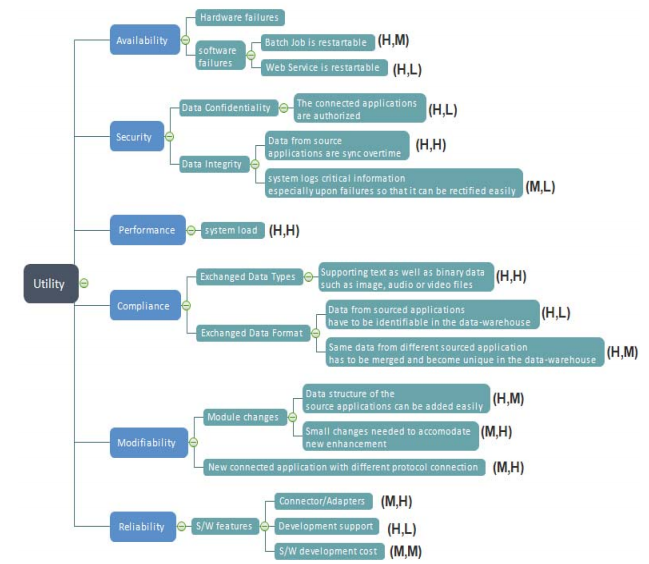 Utility
Availability
Hardware failures
software
failures
Batch Job is restartable (H,M)
Web Service is restartable (H,L)
Security
Data Confidentiality
The connected applications
are authorized
(H,L)
Data Integrity
Data from source
applications are sync overtime
(H,H)
system logs critical information
especially upon failures so that it can be rectified easily
(M,L)
Performance
system load (H,H)
Compliance
Exchanged Data Types
Supporting text as well as binary data
such as image, audio or video files
(H,H)
Exchanged Data Format
Data from sourced applications
have to be identifiable in the data-warehouse
(H,L)
Same data from different sourced application
has to be merged and become unique in the data-warehouse
(H,M)
Modifiability
Module changes
Data structure of the
source applications can be added easily
(H,M)
Small changes needed to accomodate
new enhancement
(M,H)
New connected application with different protocol connection (M,H)
Reliability
S/W features
Connector/Adapters (M,H)
Development support (H,L)
S/W development cost (M,M)